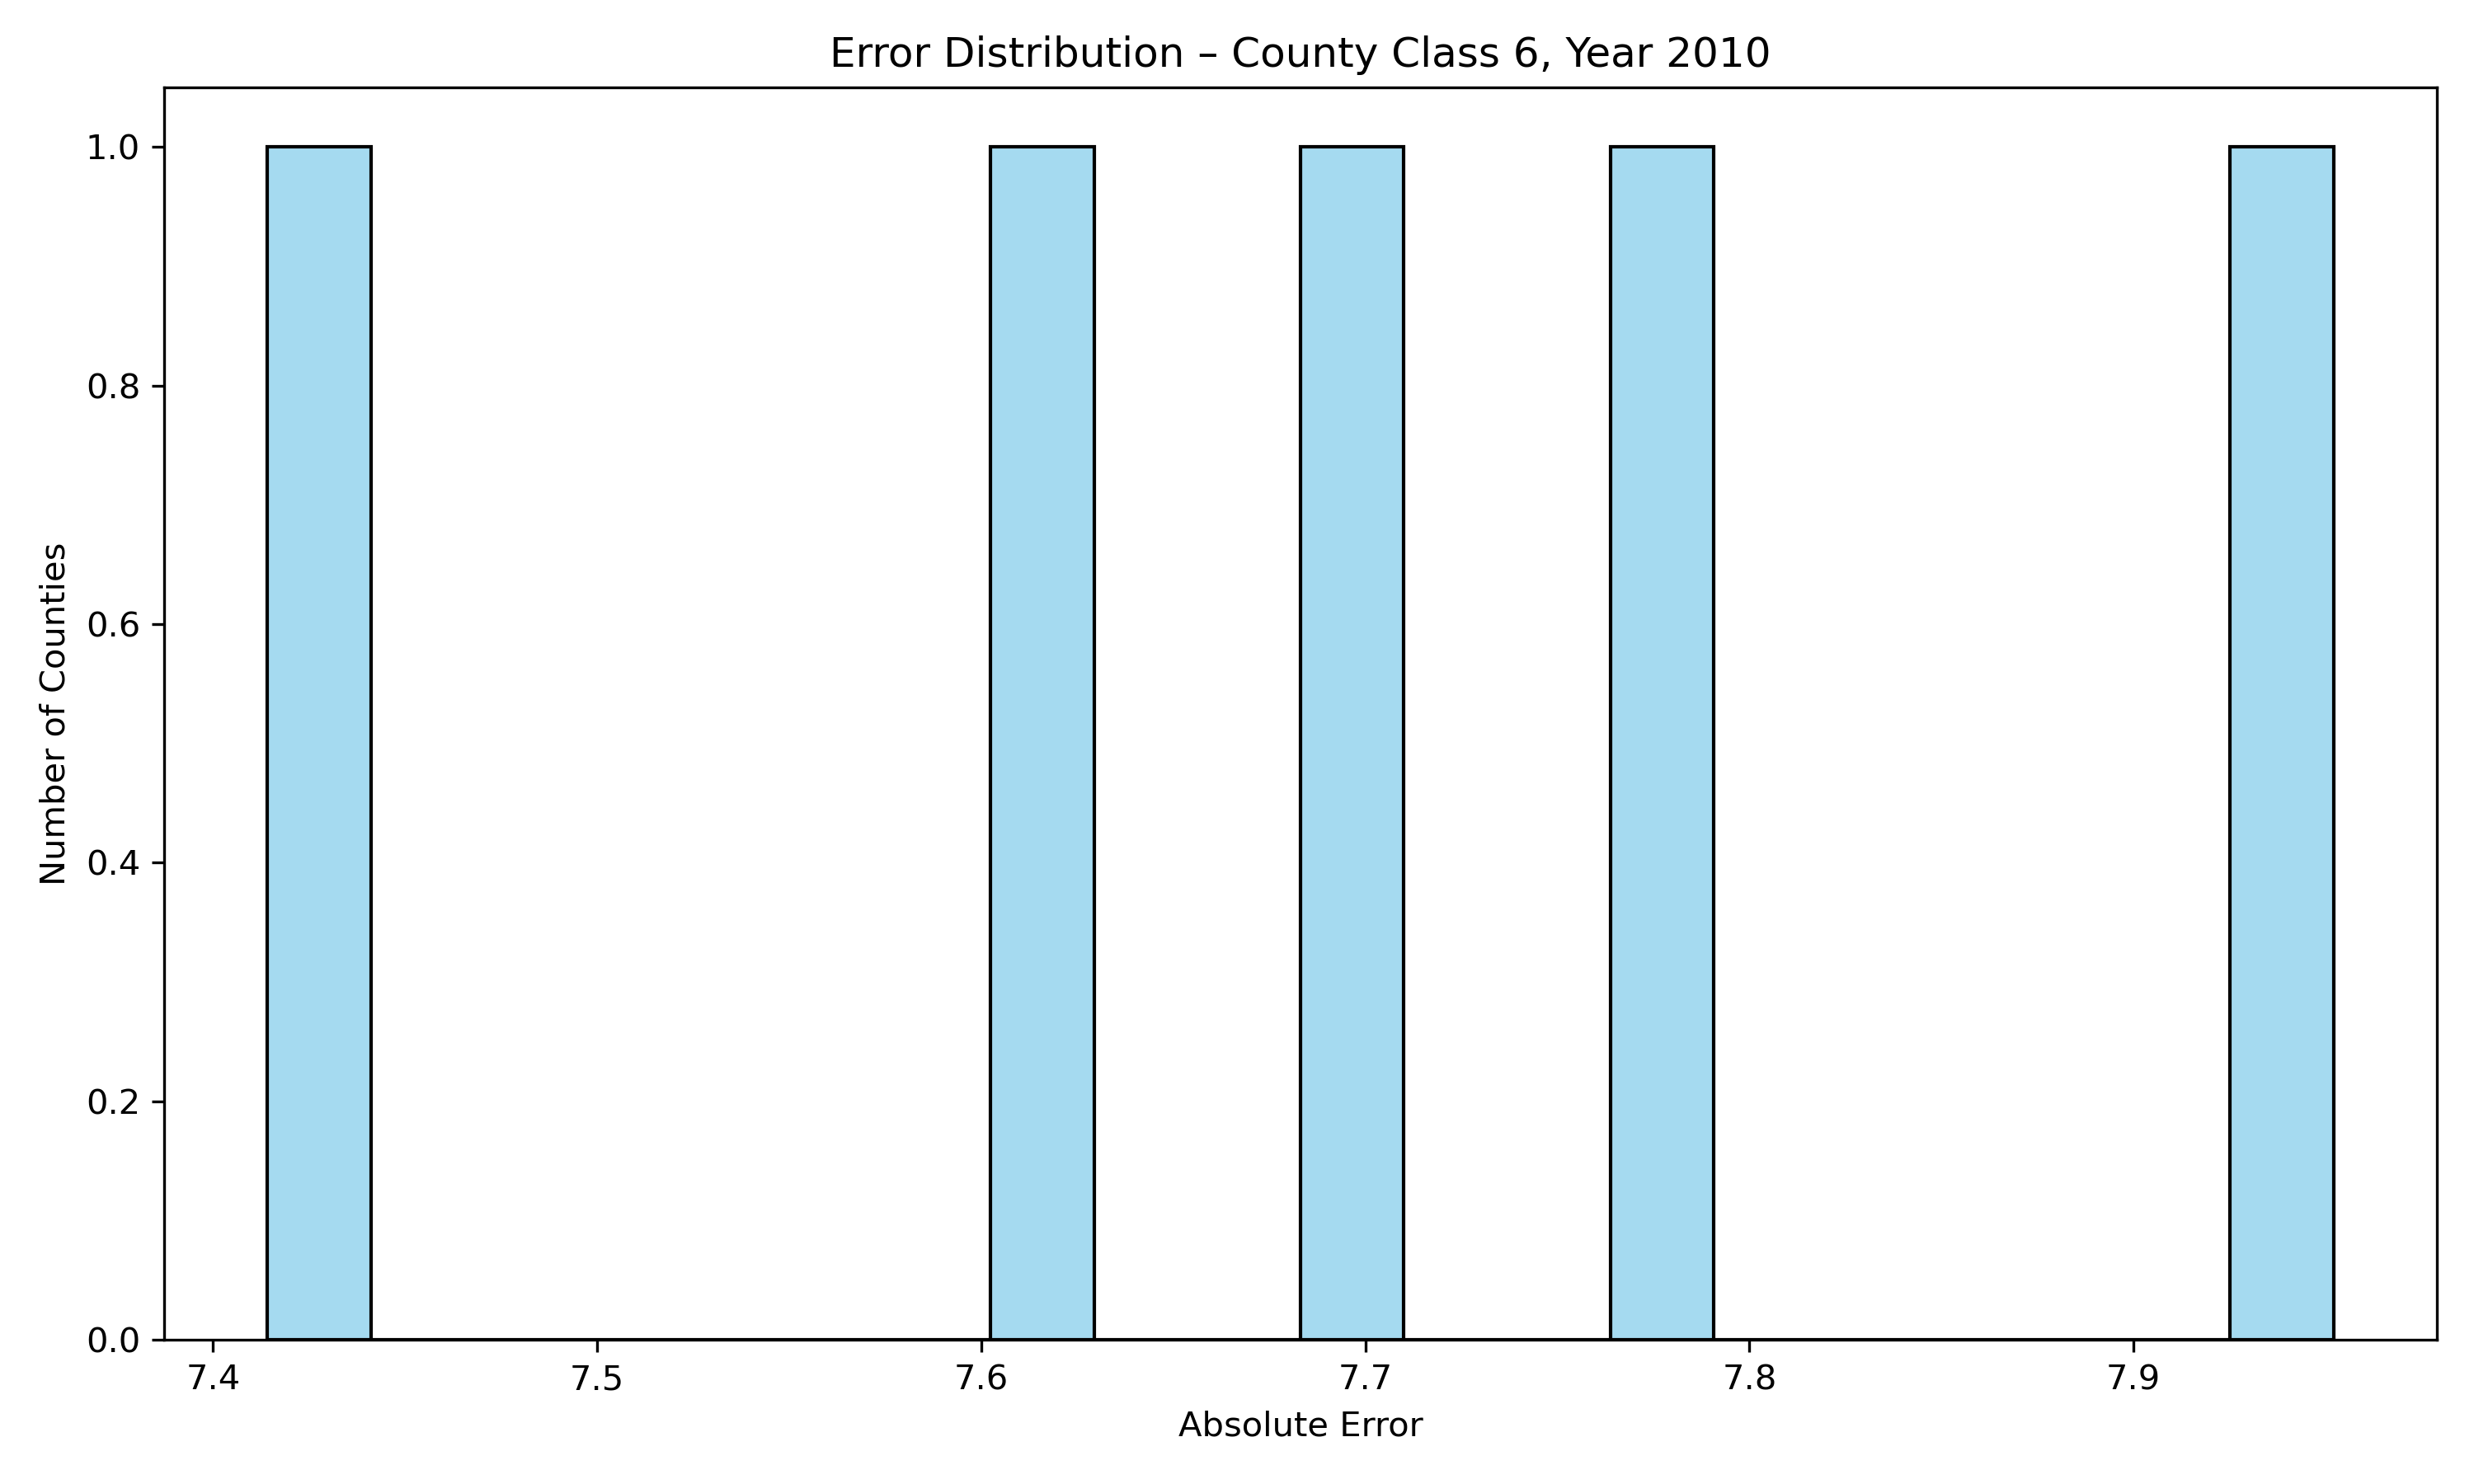 Error Distribution – County Class 6, Year 2010
1.0
0.8
0.6
0.4
0.2
0.0
Number of Counties
7.4 7.5 7.6 7.7 7.8 7.9
Absolute Error